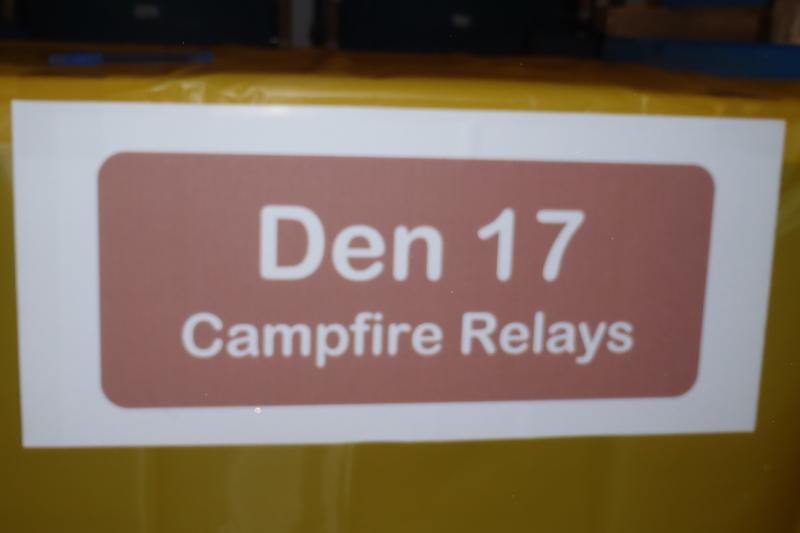 Den 17
Campfire Relays